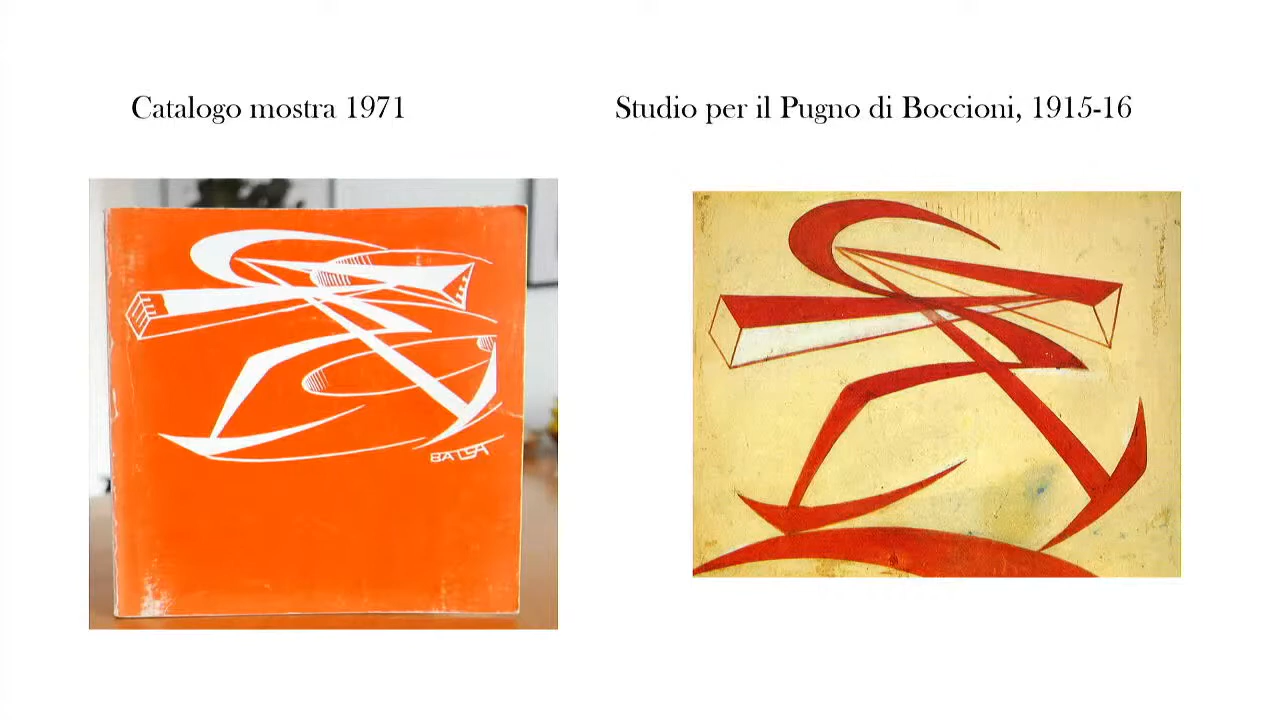 Catalogo mostra 1971
Studio per il Pugno di Boccioni, 1915-16
BALLA